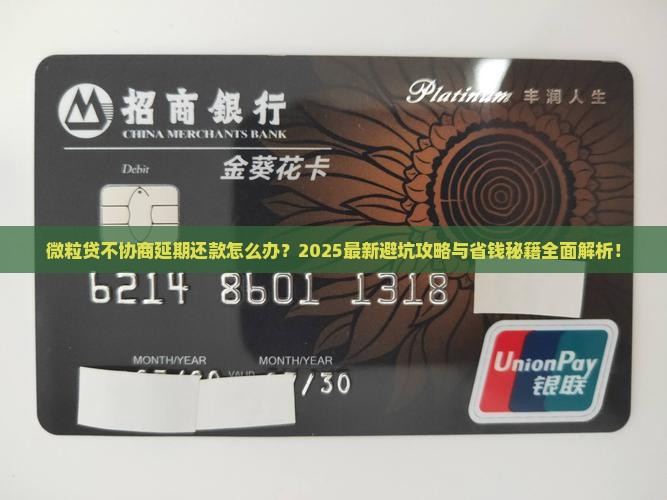 招商銀行
CHINA MERCHANTS BANK
Platinum 丰润人生
Debit
金葵花卡
微粒贷不协商延期还款怎么办？2025最新避坑攻略与省钱秘籍全面解析！
6214 8601 1318
MONTH/YEAR MONTH/YEAR
VALID /30
UnionPay
银联